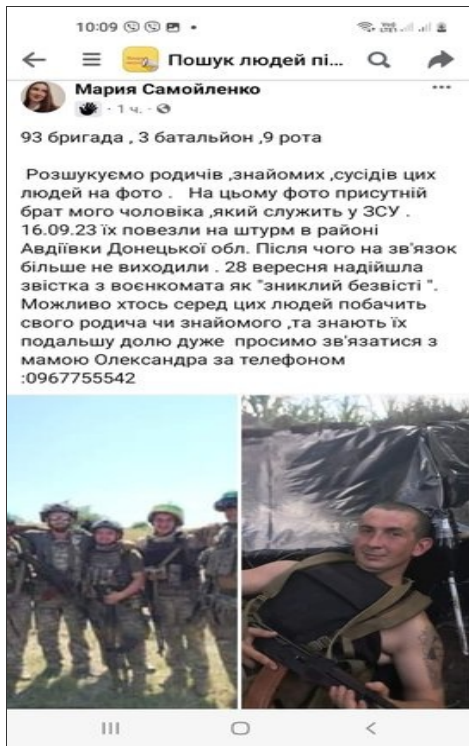 10:09
Пошук людей пі...
Мария Самойленко
· 1 ч. ·
93 бригада , 3 батальйон ,9 рота
Розшукуємо родичів ,знайомих ,сусідів цих
людей на фото . На цьому фото присутній
брат мого чоловіка ,який служить у ЗСУ .
16.09.23 їх повезли на штурм в районі
Авдіївки Донецької обл. Після чого на зв'язок
більше не виходили . 28 вересня надійшла
звістка з воєнкомата як "зниклий безвісті ".
Можливо хтось серед цих людей побачить
свого родича чи знайомого ,та знають їх
подальшу долю дуже просимо зв'язатися з
мамою Олександра за телефоном
:0967755542